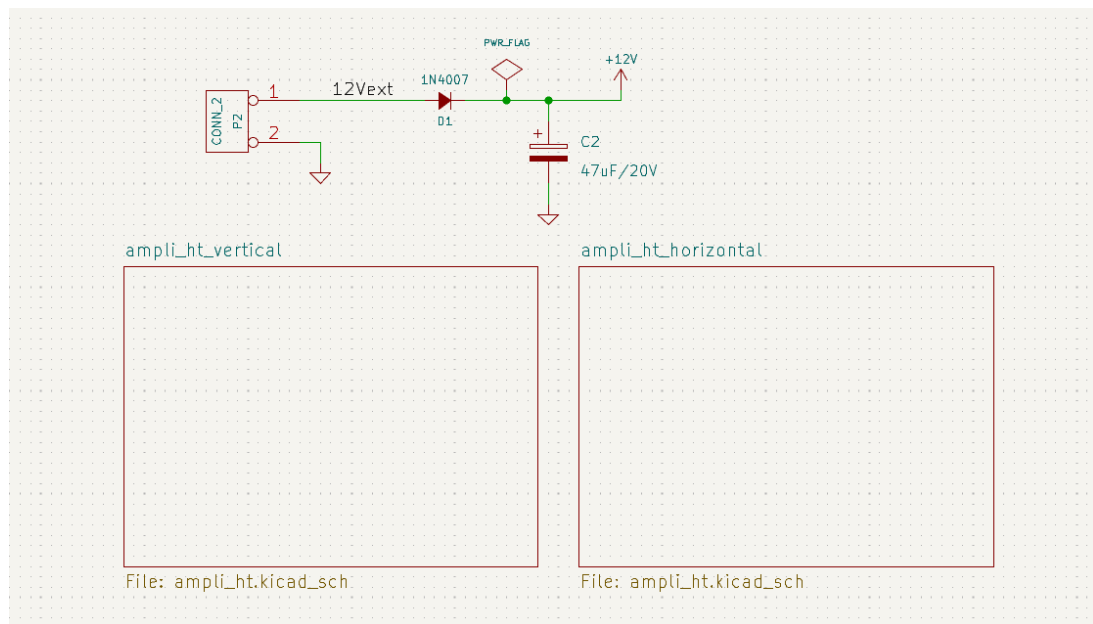 PWR_FLAG
+12V
1N4007
12Vext
1
CONN_2
P2
D1
2
+
C2
47uF/20V
ampli_ht_vertical
ampli_ht_horizontal
File: ampli_ht.kicad_sch
File: ampli_ht.kicad_sch